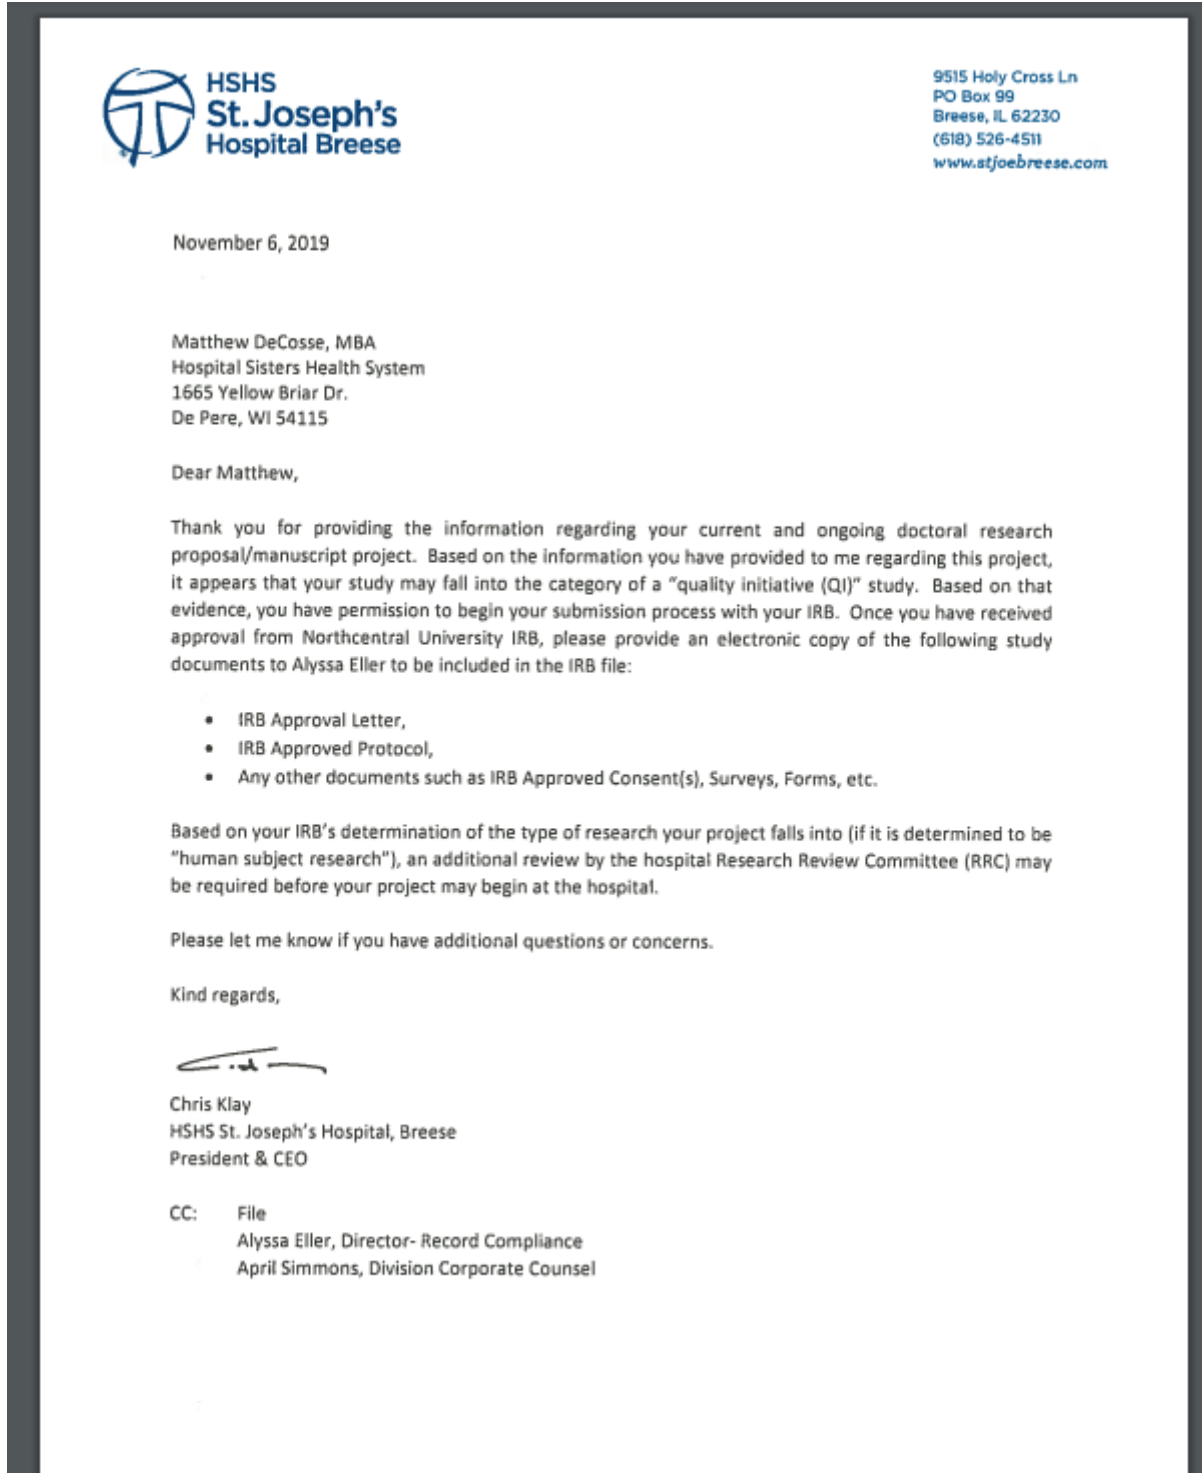 HSHS
St. Joseph's
Hospital Breese
9515 Holy Cross Ln
PO Box 99
Breese, IL 62230
(618) 526-4511
www.stjoebreese.com
November 6, 2019
Matthew DeCosse, MBA
Hospital Sisters Health System
1665 Yellow Briar Dr.
De Pere, WI 54115
Dear Matthew,
Thank you for providing the information regarding your current and ongoing doctoral research
proposal/manuscript project. Based on the information you have provided to me regarding this project,
it appears that your study may fall into the category of a "quality initiative (QI)" study. Based on that
evidence, you have permission to begin your submission process with your IRB. Once you have received
approval from Northcentral University IRB, please provide an electronic copy of the following study
documents to Alyssa Eller to be included in the IRB file:
• IRB Approval Letter,
• IRB Approved Protocol,
• Any other documents such as IRB Approved Consent(s), Surveys, Forms, etc.
Based on your IRB's determination of the type of research your project falls into (if it is determined to be
"human subject research"), an additional review by the hospital Research Review Committee (RRC) may
be required before your project may begin at the hospital.
Please let me know if you have additional questions or concerns.
Kind regards,
Chris Klay
HSHS St. Joseph's Hospital, Breese
President & CEO
CC: File
Alyssa Eller, Director- Record Compliance
April Simmons, Division Corporate Counsel